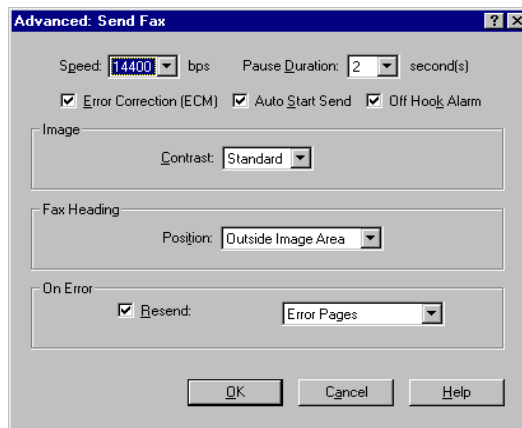 Advanced: Send Fax
Speed: 14400 bps Pause Duration: 2 second(s)
Error Correction (ECM) Auto Start Send Off Hook Alarm
Image
Contrast: Standard
Fax Heading
Position: Outside Image Area
On Error
Resend: Error Pages
OK Cancel Help